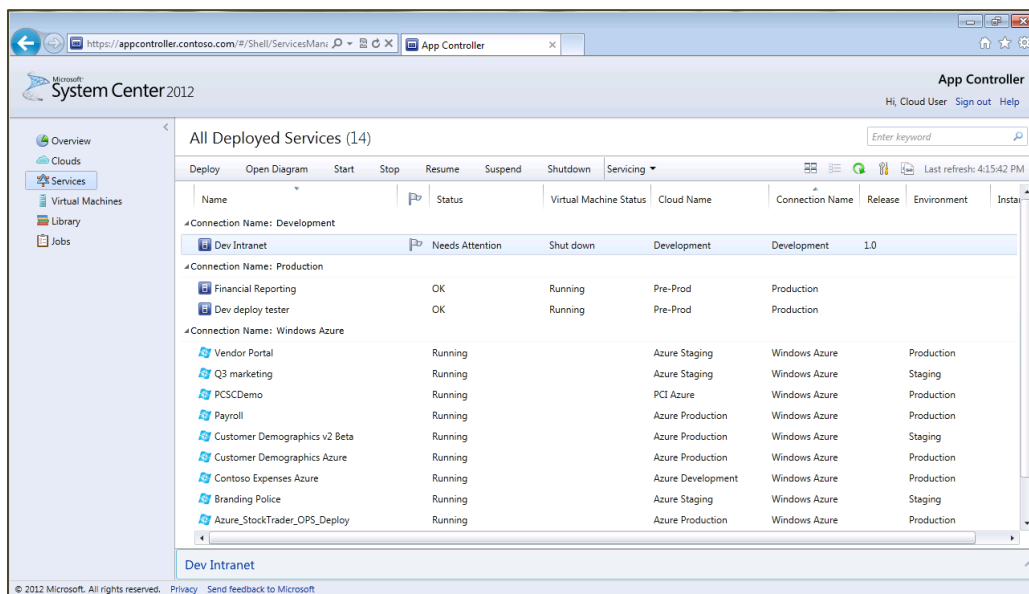 https://appcontroller.contoso.com/#/Shell/ServicesMana
App Controller
Microsoft
System Center 2012
App Controller
Hi, Cloud User Sign out Help
Overview
Clouds
Services
Virtual Machines
Library
Jobs
All Deployed Services (14)
Enter keyword
Deploy Open Diagram Start Stop Resume Suspend Shutdown Servicing
Last refresh: 4:15:42 PM
Name Status Virtual Machine Status Cloud Name Connection Name Release Environment Instan
Connection Name: Development
Dev Intranet Needs Attention Shut down Development Development 1.0
Connection Name: Production
Financial Reporting OK Running Pre-Prod Production
Dev deploy tester OK Running Pre-Prod Production
Connection Name: Windows Azure
Vendor Portal Running Azure Staging Windows Azure Production
Q3 marketing Running Azure Staging Windows Azure Staging
PCSCDemo Running PCI Azure Windows Azure Production
Payroll Running Azure Production Windows Azure Production
Customer Demographics v2 Beta Running Azure Production Windows Azure Staging
Customer Demographics Azure Running Azure Production Windows Azure Production
Contoso Expenses Azure Running Azure Development Windows Azure Production
Branding Police Running Azure Staging Windows Azure Staging
Azure_StockTrader_OPS_Deploy Running Azure Production Windows Azure Production
Dev Intranet
© 2012 Microsoft. All rights reserved. Privacy Send feedback to Microsoft